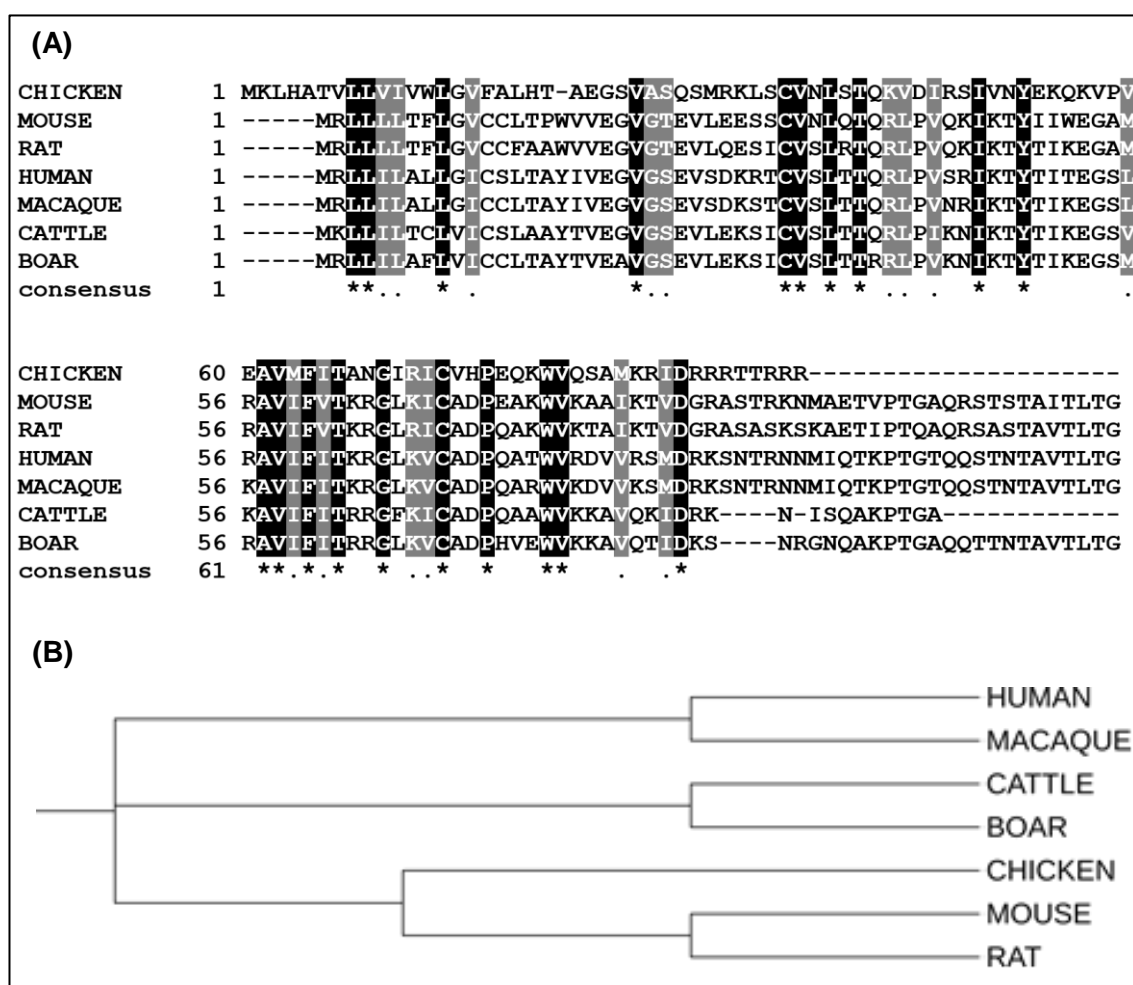 (A)
CHICKEN 1 MKLHATVLLVIVWLGVFALHT-AEGSVASQSMRKLSCVNLSTQKVDIRSIVNYEKQKVPV
MOUSE 1 -----MRLLLLTFLGVCCLTPWVVEGVGTEVLEESSCVNLQTQRLPVQKIKTYIIWEGAM
RAT 1 -----MRLLLLTFLGVCCFAAWVVEGVGTEVLQESICVSLRTQRLPVQKIKTYTIKEGAM
HUMAN 1 -----MRLLILALLGICSLTAYIVEGVGSEVSDKRTCVSLTTQRLPVSRIKTYTITEGSL
MACAQUE 1 -----MRLLILALLGICCLTAYIVEGVGSEVSDKSTCVSLTTQRLPVNRIKTYTIKEGSL
CATTLE 1 -----MKLLILTCLVICSLAAYTVEGVGSEVLEKSICVSLTTQRLPIKNIKTYTIKEGSV
BOAR 1 -----MRLLILAFLVICCLTAYTVEAVGSEVLEKSICVSLTTRRLPVKNIKTYTIKEGSM
consensus 1 **.. * . *.. ** * * .. . * * .
CHICKEN 60 EAVMFITANGIRICVHPEQKWVQSAMKRIDRRRTTRRR---------------------
MOUSE 56 RAVIFVTKRGLKICADPEAKWVKAAIKTVDGRASTRKNMAETVPTGAQRSTSTAITLTG
RAT 56 RAVIFVTKRGLRICADPQAKWVKTAIKTVDGRASASKSKAETIPTQAQRSASTAVTLTG
HUMAN 56 RAVIFITKRGLKVCADPQATWVRDVVRSMDRKSNTRNNMIQTKPTGTQQSTNTAVTLTG
MACAQUE 56 KAVIFITKRGLKVCADPQARWVKDVVKSMDRKSNTRNNMIQTKPTGTQQSTNTAVTLTG
CATTLE 56 KAVIFITRRGFKICADPQAAWVKKAVQKIDRK----N-ISQAKPTGA------------
BOAR 56 RAVIFITRRGLKVCADPHVEWVKKAVQTIDKS----NRGNQAKPTGAQQTTNTAVTLTG
consensus 61 **.*.* * ..* * ** . .*
(B)
HUMAN
MACAQUE
CATTLE
BOAR
CHICKEN
MOUSE
RAT